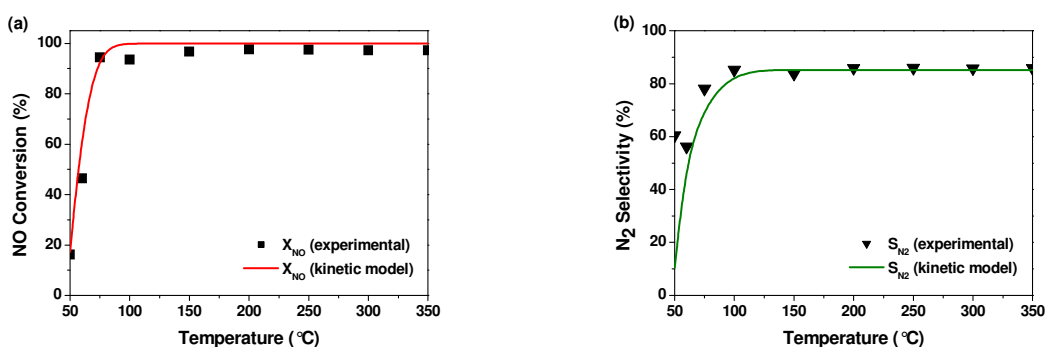 (a)
NO Conversion (%)
100
80
60
40
20
0
X_NO (experimental)
X_NO (kinetic model)
50 100 150 200 250 300 350
Temperature (°C)
(b)
N2 Selectivity (%)
100
80
60
40
20
0
S_N2 (experimental)
S_N2 (kinetic model)
50 100 150 200 250 300 350
Temperature (°C)